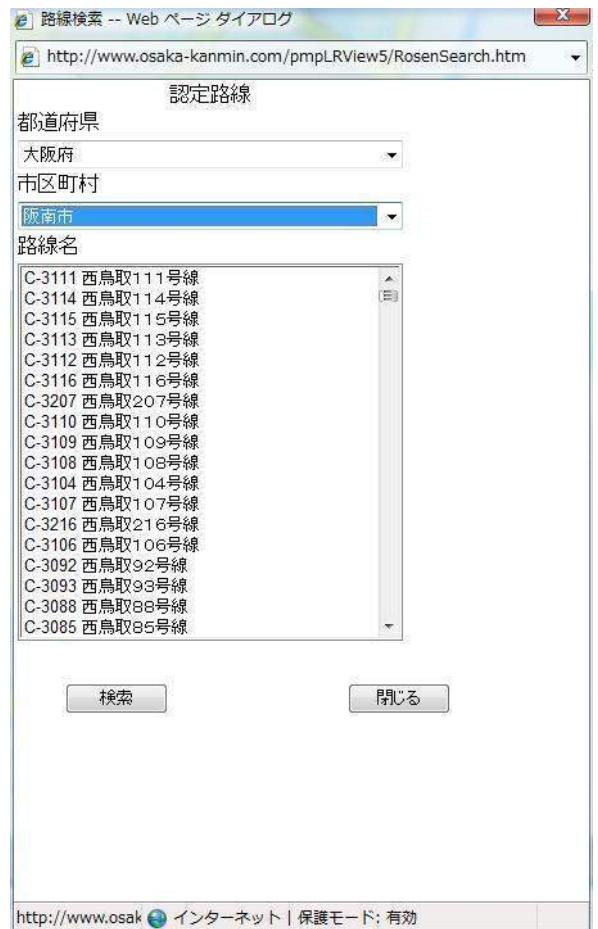 路線検索 -- Web ページ ダイアログ
http://www.osaka-kanmin.com/pmpLRView5/RosenSearch.htm
認定路線
都道府県
大阪府
市区町村
阪南市
路線名
C-3111 西鳥取111号線
C-3114 西鳥取114号線
C-3115 西鳥取115号線
C-3113 西鳥取113号線
C-3112 西鳥取112号線
C-3116 西鳥取116号線
C-3207 西鳥取207号線
C-3110 西鳥取110号線
C-3109 西鳥取109号線
C-3108 西鳥取108号線
C-3104 西鳥取104号線
C-3107 西鳥取107号線
C-3216 西鳥取216号線
C-3106 西鳥取106号線
C-3092 西鳥取92号線
C-3093 西鳥取93号線
C-3088 西鳥取88号線
C-3085 西鳥取85号線
検索 閉じる
http://www.osak インターネット | 保護モード: 有効